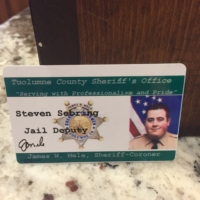 Tuolumne County Sheriff's Office
"Serving with Professionalism and Pride"
Steven Sebring
Jail Deputy
James W. Mele, Sheriff-Coroner